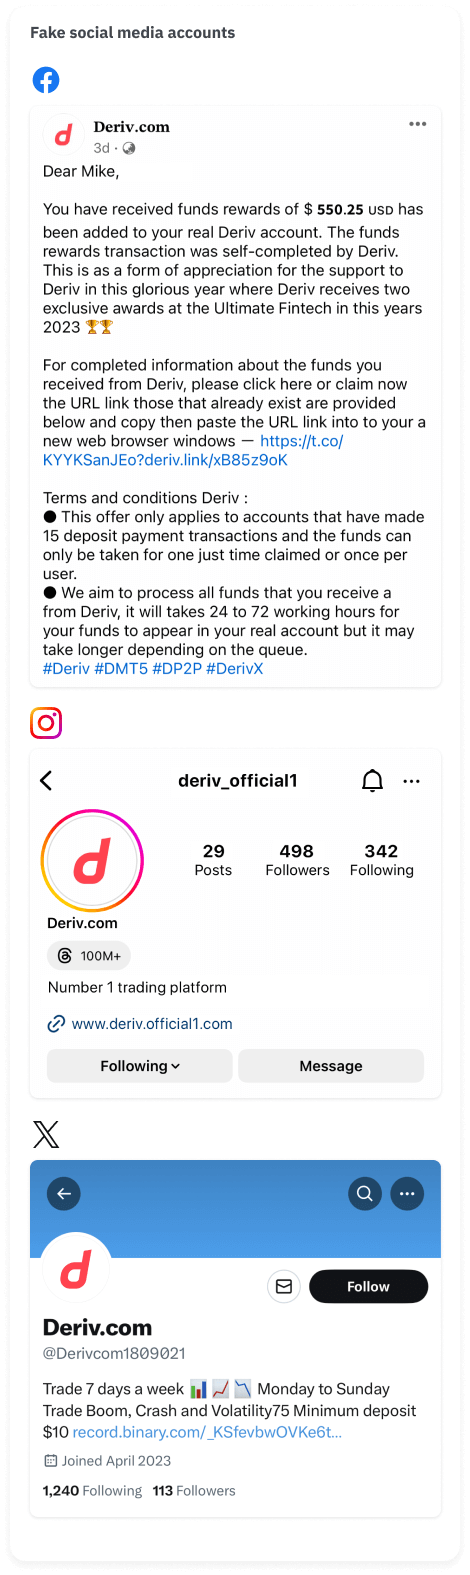 Fake social media accounts
Deriv.com
3d ·
Dear Mike,
You have received funds rewards of $ 550.25 USD has
been added to your real Deriv account. The funds
rewards transaction was self-completed by Deriv.
This is as a form of appreciation for the support to
Deriv in this glorious year where Deriv receives two
exclusive awards at the Ultimate Fintech in this years
2023 🏆🏆
For completed information about the funds you
received from Deriv, please click here or claim now
the URL link those that already exist are provided
below and copy then paste the URL link into to your a
new web browser windows — https://t.co/
KYYKSanJEo?deriv.link/xB85z9oK
Terms and conditions Deriv :
● This offer only applies to accounts that have made
15 deposit payment transactions and the funds can
only be taken for one just time claimed or once per
user.
● We aim to process all funds that you receive a
from Deriv, it will takes 24 to 72 working hours for
your funds to appear in your real account but it may
take longer depending on the queue.
#Deriv #DMT5 #DP2P #DerivX
deriv_official1
29 498 342
Posts Followers Following
Deriv.com
100M+
Number 1 trading platform
www.deriv.official1.com
Following Message
Follow
Deriv.com
@Derivcom1809021
Trade 7 days a week 📊 📈 📉 Monday to Sunday
Trade Boom, Crash and Volatility75 Minimum deposit
$10 record.binary.com/_KSfevbwOVKe6t...
Joined April 2023
1,240 Following 113 Followers